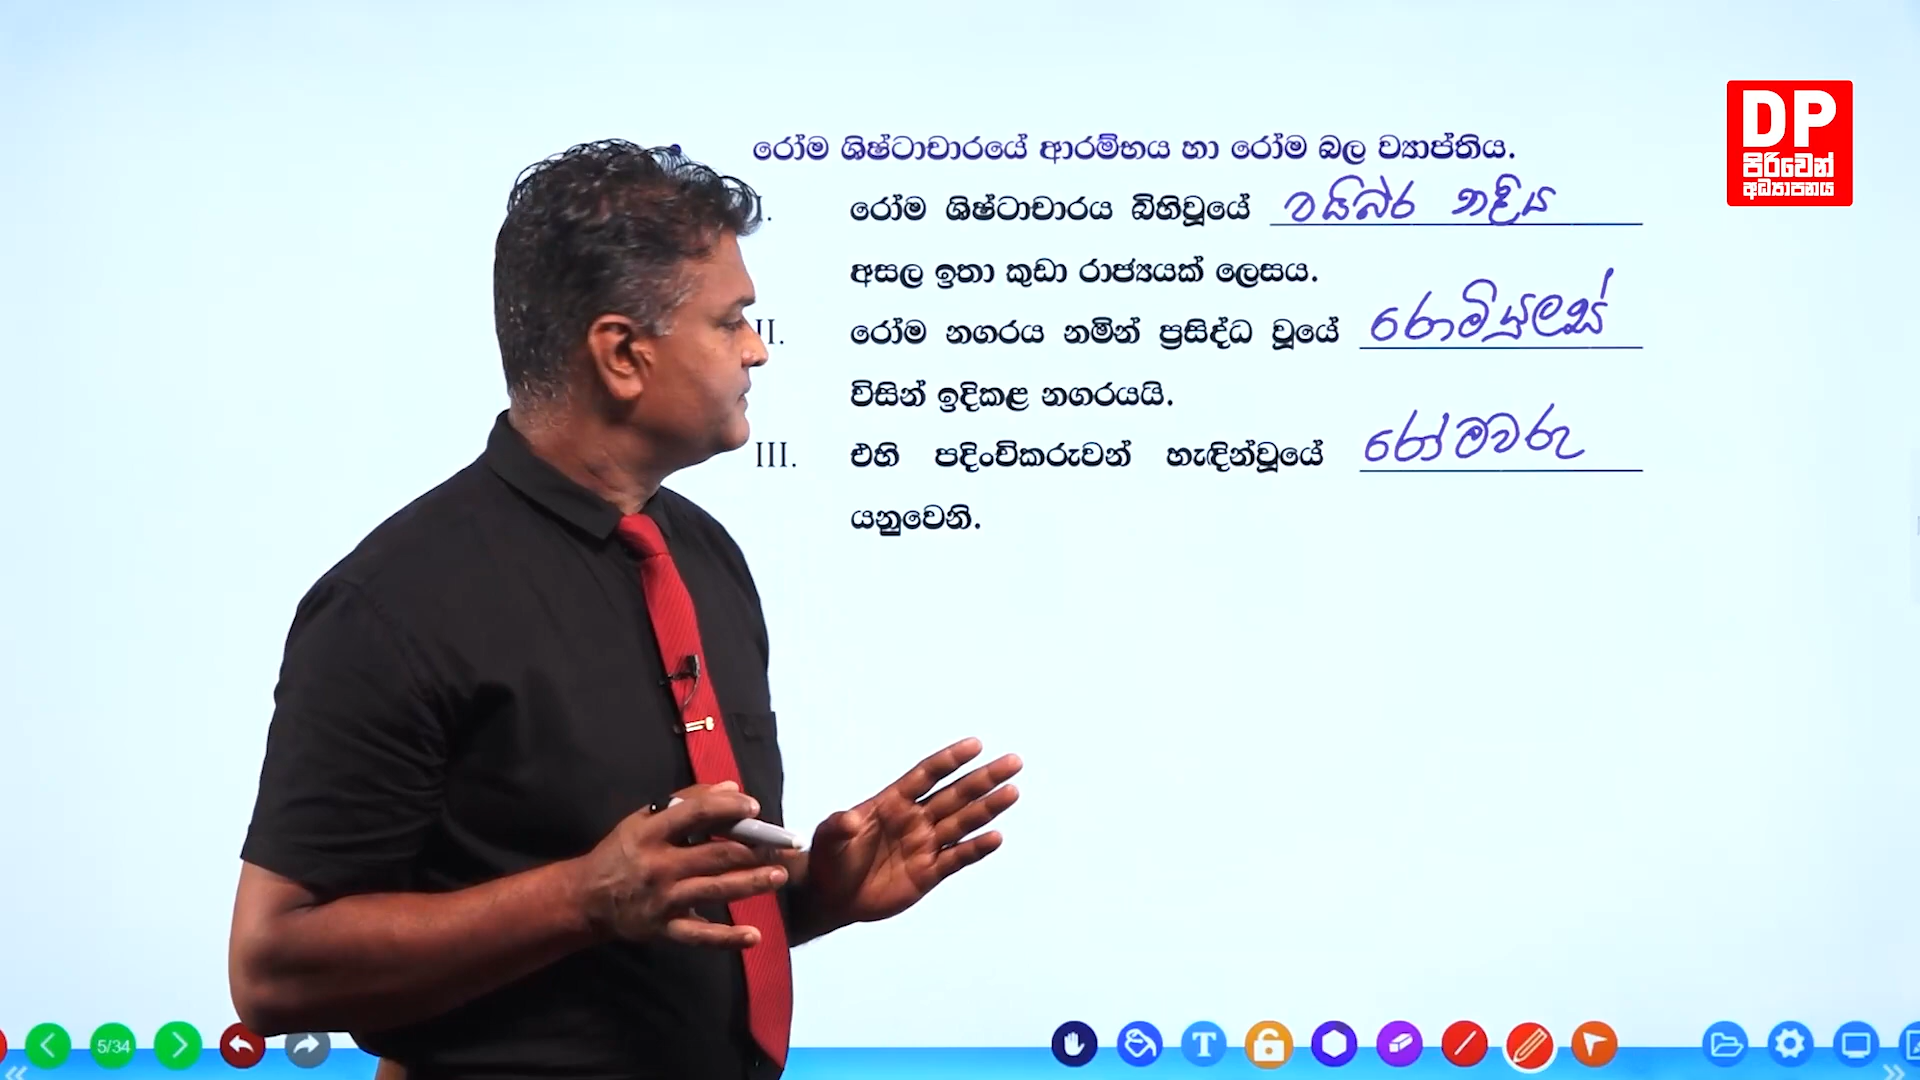 DP
පිරිවෙන්
අධ්‍යාපනය
රෝම ශිෂ්ටාචාරයේ ආරම්භය හා රෝම බල ව්‍යාප්තිය.
I. රෝම ශිෂ්ටාචාරය බිහිවූයේ ටයිබර් නදිය
අසල ඉතා කුඩා රාජ්‍යයක් ලෙසය.
II. රෝම නගරය නමින් ප්‍රසිද්ධ වූයේ රොමියුලස්
විසින් ඉදිකළ නගරයයි.
III. එහි පදිංචිකරුවන් හැඳින්වූයේ රෝමවරු
යනුවෙනි.
5/34
T